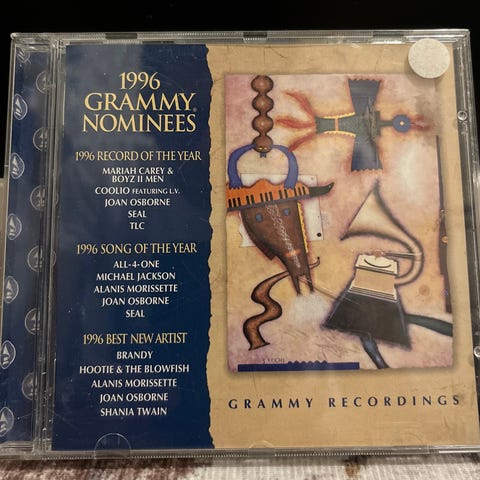 1996
GRAMMY®
NOMINEES
1996 RECORD OF THE YEAR
MARIAH CAREY &
BOYZ II MEN
COOLIO FEATURING L.V.
JOAN OSBORNE
SEAL
TLC
1996 SONG OF THE YEAR
ALL-4-ONE
MICHAEL JACKSON
ALANIS MORISSETTE
JOAN OSBORNE
SEAL
1996 BEST NEW ARTIST
BRANDY
HOOTIE & THE BLOWFISH
ALANIS MORISSETTE
JOAN OSBORNE
SHANIA TWAIN
GRAMMY RECORDINGS